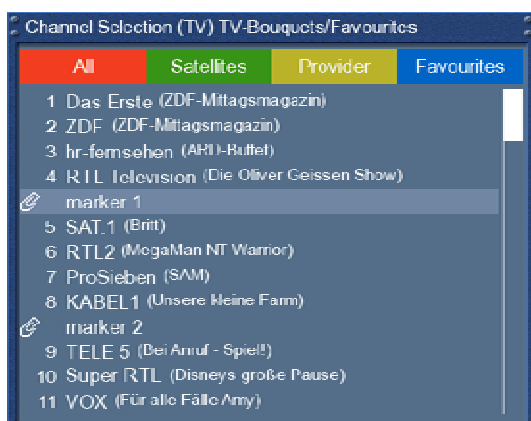 Channel Selection (TV) TV-Bouquets/Favourites
All Satellites Provider Favourites
1 Das Erste (ZDF-Mittagsmagazin)
2 ZDF (ZDF-Mittagsmagazin)
3 hr-fernsehen (ARD-Buffet)
4 RTL Television (Die Oliver Geissen Show)
marker 1
5 SAT.1 (Britt)
6 RTL2 (MegaMan NT Warrior)
7 ProSieben (SAM)
8 KABEL1 (Unsere kleine Farm)
marker 2
9 TELE 5 (Bei Anruf - Spiel!)
10 Super RTL (Disneys große Pause)
11 VOX (Für alle Fälle Amy)